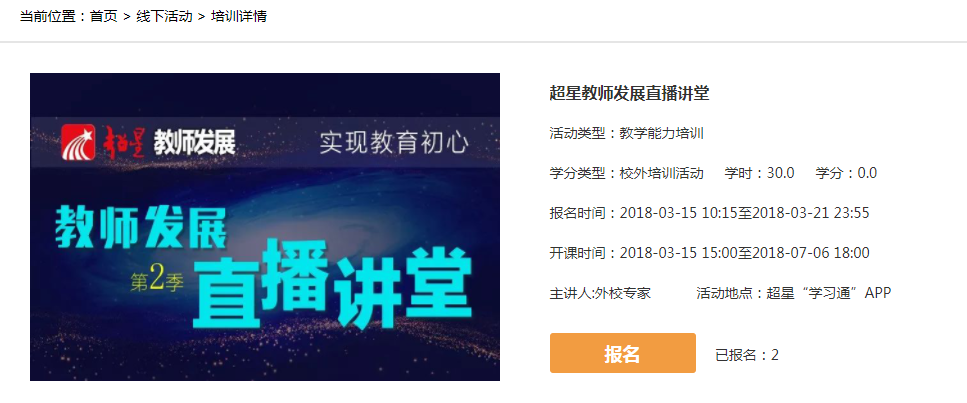 当前位置：首页 > 线下活动 > 培训详情
超星 教师发展 实现教育初心
教师发展
第2季
直播讲堂
超星教师发展直播讲堂
活动类型：教学能力培训
学分类型：校外培训活动 学时：30.0 学分：0.0
报名时间：2018-03-15 10:15至2018-03-21 23:55
开课时间：2018-03-15 15:00至2018-07-06 18:00
主讲人:外校专家 活动地点：超星“学习通”APP
报名 已报名：2